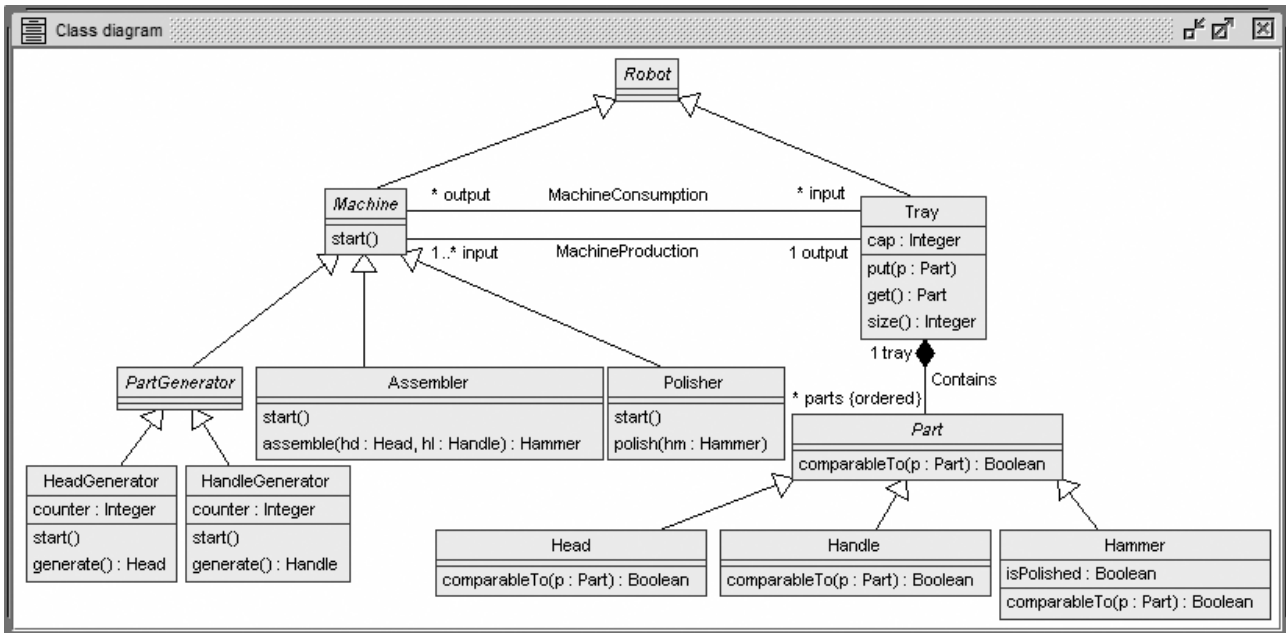 Class diagram
Robot
* output
MachineConsumption
* input
Machine
start()
1..* input
MachineProduction
1 output
Tray
cap : Integer
put(p : Part)
get() : Part
size() : Integer
1 tray
Contains
* parts {ordered}
PartGenerator
Assembler
start()
assemble(hd : Head, hl : Handle) : Hammer
Polisher
start()
polish(hm : Hammer)
Part
comparableTo(p : Part) : Boolean
HeadGenerator
counter : Integer
start()
generate() : Head
HandleGenerator
counter : Integer
start()
generate() : Handle
Head
comparableTo(p : Part) : Boolean
Handle
comparableTo(p : Part) : Boolean
Hammer
isPolished : Boolean
comparableTo(p : Part) : Boolean